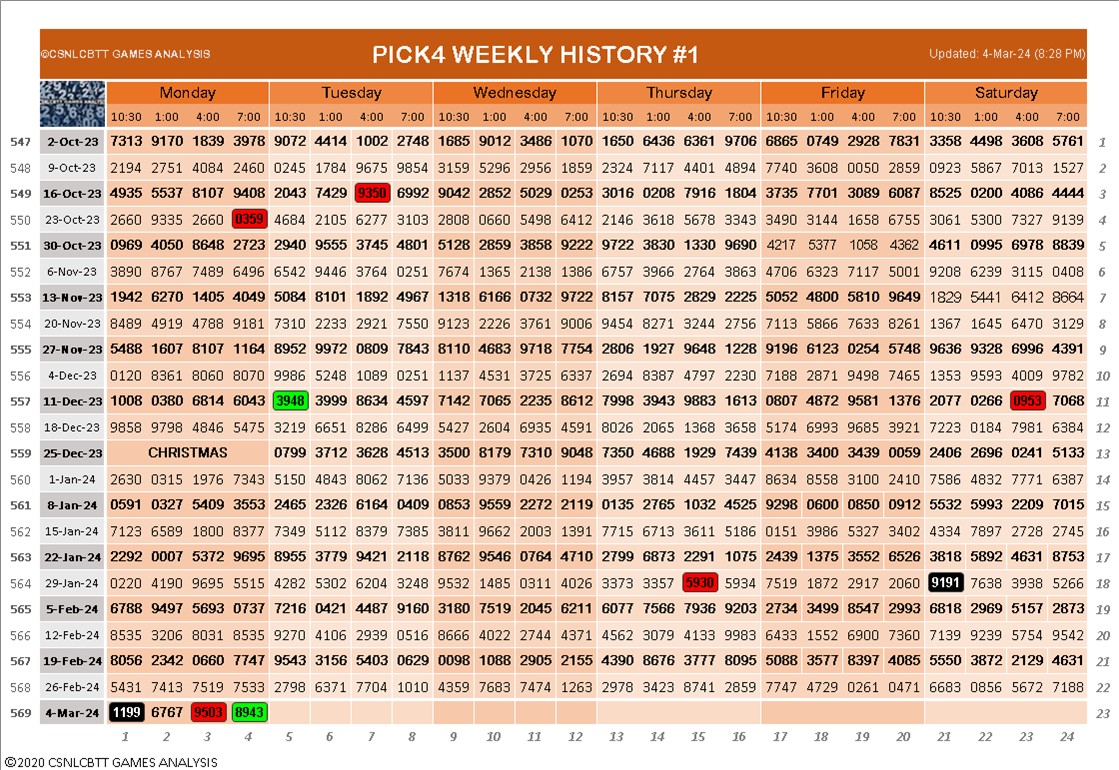 ©CSNLCBTT GAMES ANALYSIS PICK4 WEEKLY HISTORY #1 Updated: 4-Mar-24 (8:28 PM)
Monday Tuesday Wednesday Thursday Friday Saturday
10:30 1:00 4:00 7:00 10:30 1:00 4:00 7:00 10:30 1:00 4:00 7:00 10:30 1:00 4:00 7:00 10:30 1:00 4:00 7:00 10:30 1:00 4:00 7:00
547 2-Oct-23 7313 9170 1839 3978 9072 4414 1002 2748 1685 9012 3486 1070 1650 6436 6361 9706 6865 0749 2928 7831 3358 4498 3608 5761 1
548 9-Oct-23 2194 2751 4084 2460 0245 1784 9675 9854 3159 5296 2956 1859 2324 7117 4401 4894 7740 3608 0050 2859 0923 5867 7013 1527 2
549 16-Oct-23 4935 5537 8107 9408 2043 7429 9350 6992 9042 2852 5029 0253 3016 0208 7916 1804 3735 7701 3089 6087 8525 0200 4086 4444 3
550 23-Oct-23 2660 9335 2660 0359 4684 2105 6277 3103 2808 0660 5498 6412 2146 3618 5678 3343 3490 3144 1658 6755 3061 5300 7327 9139 4
551 30-Oct-23 0969 4050 8648 2723 2940 9555 3745 4801 5128 2859 3858 9222 9722 3830 1330 9690 4217 5377 1058 4362 4611 0995 6978 8839 5
552 6-Nov-23 3890 8767 7489 6496 6542 9446 3764 0251 7674 1365 2138 1386 6757 3966 2764 3863 4706 6323 7117 5001 9208 6239 3115 0408 6
553 13-Nov-23 1942 6270 1405 4049 5084 8101 1892 4967 1318 6166 0732 9722 8157 7075 2829 2225 5052 4800 5810 9649 1829 5441 6412 8664 7
554 20-Nov-23 8489 4919 4788 9181 7310 2233 2921 7550 9123 2226 3761 9006 9454 8271 3244 2756 7113 5866 7633 8261 1367 1645 6470 3129 8
555 27-Nov-23 5488 1607 8107 1164 8952 9972 0809 7843 8110 4683 9718 7754 2806 1927 9648 1228 9196 6123 0254 5748 9636 9328 6996 4391 9
556 4-Dec-23 0120 8361 8060 8070 9986 5248 1089 0251 1137 4531 3725 6337 2694 8387 4797 2230 7188 2871 9498 7465 1353 9593 4009 9782 10
557 11-Dec-23 1008 0380 6814 6043 3948 3999 8634 4597 7142 7065 2235 8612 7998 3943 9883 1613 0807 4872 9581 1376 2077 0266 0953 7068 11
558 18-Dec-23 9858 9798 4846 5475 3219 6651 8286 6499 5427 2604 6935 4591 8026 2065 1368 3658 5174 6993 9685 3921 7223 0184 7981 6384 12
559 25-Dec-23 CHRISTMAS 0799 3712 3628 4513 3500 8179 7310 9048 7350 4688 1929 7439 4138 3400 3439 0059 2406 2696 0241 5133 13
560 1-Jan-24 2630 0315 1976 7343 5150 4843 8062 7136 5033 9379 0426 1194 3957 3814 4457 3447 8634 8558 3100 2410 7586 4832 7771 6387 14
561 8-Jan-24 0591 0327 5409 3553 2465 2326 6164 0409 0853 9559 2272 2119 0135 2765 1032 4525 9298 0600 0850 0912 5532 5993 2209 7015 15
562 15-Jan-24 7123 6589 1800 8377 7349 5112 8379 7385 3811 9662 2003 1391 7715 6713 3611 5186 0151 3986 5327 3402 4334 7897 2728 2745 16
563 22-Jan-24 2292 0007 5372 9695 8955 3779 9421 2118 8762 9546 0764 4710 2799 6873 2291 1075 2439 1375 3552 6526 3818 5892 4631 8753 17
564 29-Jan-24 0220 4190 9695 5515 4282 5302 6204 3248 9532 1485 0311 4026 3373 3357 5930 5934 7519 1872 2917 2060 9191 7638 3938 5266 18
565 5-Feb-24 6788 9497 5693 0737 7216 0421 4487 9160 3180 7519 2045 6211 6077 7566 7936 9203 2734 3499 8547 2993 6818 2969 5157 2873 19
566 12-Feb-24 8535 3206 8031 8535 9270 4106 2939 0516 8666 4022 2744 4371 4562 3079 4133 9983 6433 1552 6900 7360 7139 9239 5754 9542 20
567 19-Feb-24 8056 2342 0660 7747 9543 3156 5403 0629 0098 1088 2905 2155 4390 8676 3777 8095 5088 3577 8397 4085 5550 3872 2129 4631 21
568 26-Feb-24 5431 7413 7519 7533 2798 6371 7704 1010 4359 7683 7474 1263 2978 3423 8741 2859 7747 4729 0261 0471 6683 0856 5672 7188 22
569 4-Mar-24 1199 6767 9503 8943 23
1 2 3 4 5 6 7 8 9 10 11 12 13 14 15 16 17 18 19 20 21 22 23 24
©2020 CSNLCBTT GAMES ANALYSIS